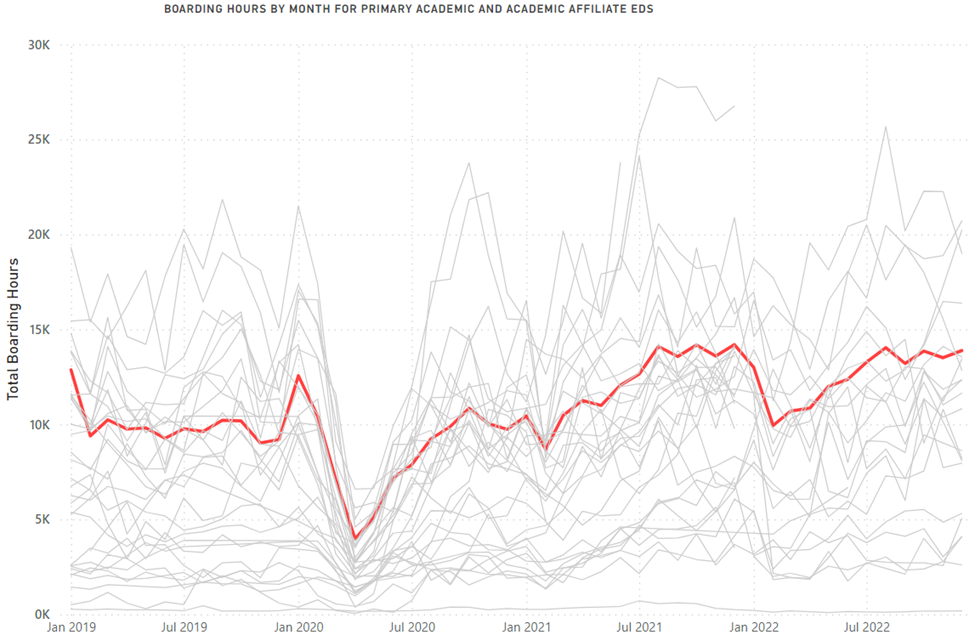 BOARDING HOURS BY MONTH FOR PRIMARY ACADEMIC AND ACADEMIC AFFILIATE EDS
30K
25K
20K
15K
10K
5K
0K
Total Boarding Hours
Jan 2019 Jul 2019 Jan 2020 Jul 2020 Jan 2021 Jul 2021 Jan 2022 Jul 2022